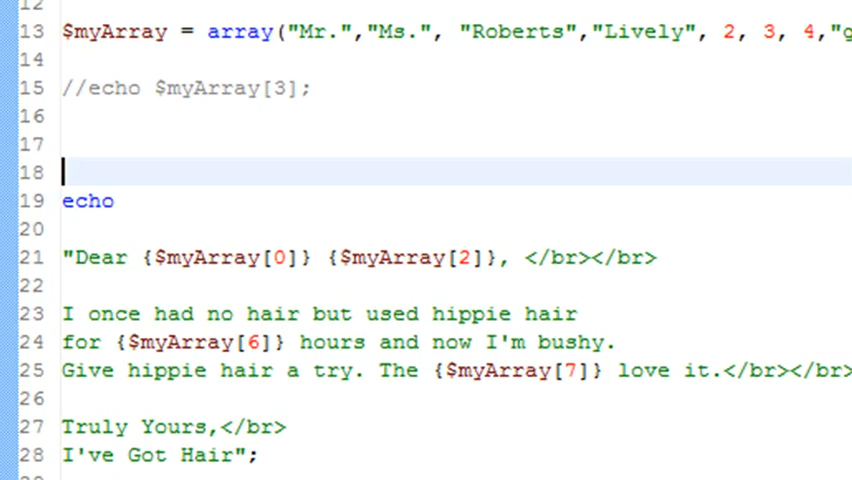 12
13 $myArray = array("Mr.","Ms.", "Roberts","Lively", 2, 3, 4,"g
14
15 //echo $myArray[3];
16
17
18
19 echo
20
21 "Dear {$myArray[0]} {$myArray[2]}, </br></br>
22
23 I once had no hair but used hippie hair
24 for {$myArray[6]} hours and now I'm bushy.
25 Give hippie hair a try. The {$myArray[7]} love it.</br></br>
26
27 Truly Yours,</br>
28 I've Got Hair";